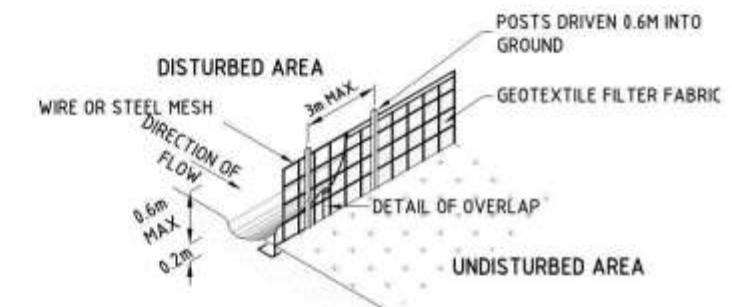 POSTS DRIVEN 0.6M INTO
GROUND
DISTURBED AREA
3m MAX
WIRE OR STEEL MESH
GEOTEXTILE FILTER FABRIC
DIRECTION OF
FLOW
0.6m
MAX
DETAIL OF OVERLAP
0.2m
UNDISTURBED AREA